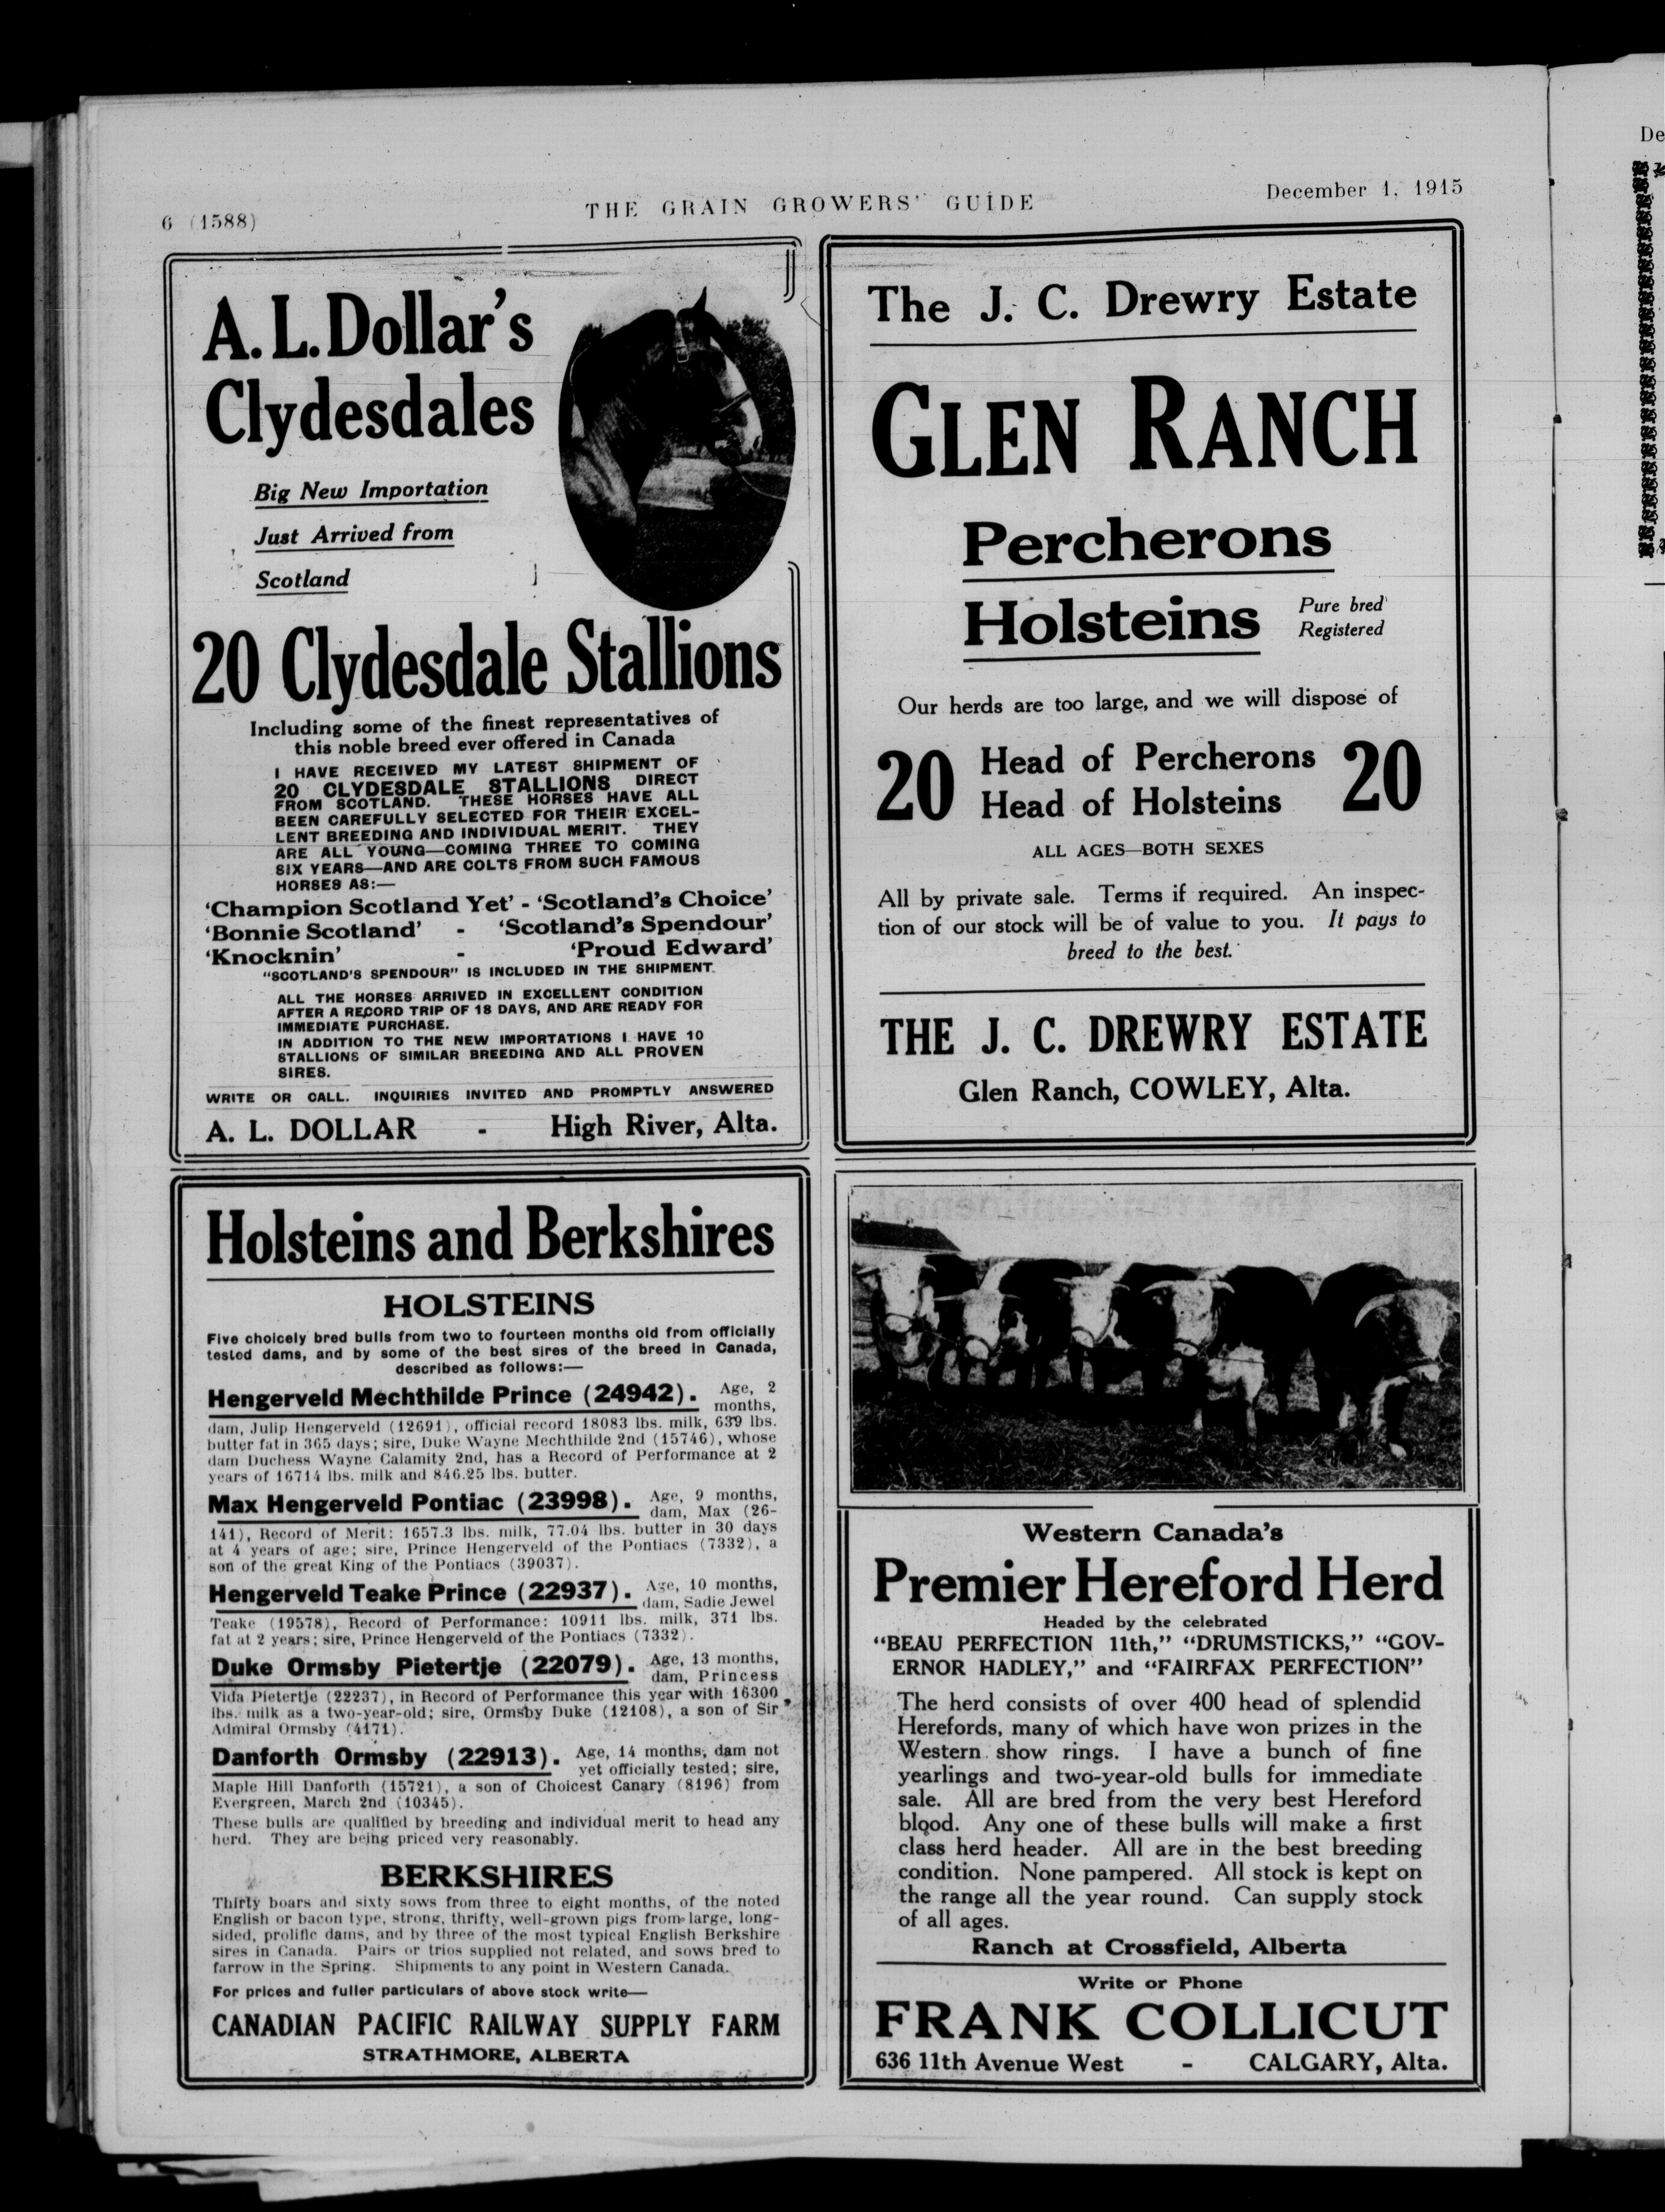 6 (1588)
THE GRAIN GROWERS' GUIDE
December 1, 1915
A. L. Dollar's
Clydesdales
Big New Importation
Just Arrived from
Scotland
20 Clydesdale Stallions
Including some of the finest representatives of
this noble breed ever offered in Canada
I HAVE RECEIVED MY LATEST SHIPMENT OF
20 CLYDESDALE STALLIONS DIRECT
FROM SCOTLAND. THESE HORSES HAVE ALL
BEEN CAREFULLY SELECTED FOR THEIR EXCEL-
LENT BREEDING AND INDIVIDUAL MERIT. THEY
ARE ALL YOUNG—COMING THREE TO COMING
SIX YEARS—AND ARE COLTS FROM SUCH FAMOUS
HORSES AS:—
'Champion Scotland Yet' - 'Scotland's Choice'
'Bonnie Scotland' - 'Scotland's Spendour'
'Knocknin' - 'Proud Edward'
"SCOTLAND'S SPENDOUR" IS INCLUDED IN THE SHIPMENT
ALL THE HORSES ARRIVED IN EXCELLENT CONDITION
AFTER A RECORD TRIP OF 18 DAYS, AND ARE READY FOR
IMMEDIATE PURCHASE.
IN ADDITION TO THE NEW IMPORTATIONS I HAVE 10
STALLIONS OF SIMILAR BREEDING AND ALL PROVEN
SIRES.
WRITE OR CALL. INQUIRIES INVITED AND PROMPTLY ANSWERED
A. L. DOLLAR - High River, Alta.
The J. C. Drewry Estate
GLEN RANCH
Percherons
Holsteins Pure bred
Registered
Our herds are too large, and we will dispose of
20 Head of Percherons 20
Head of Holsteins
ALL AGES—BOTH SEXES
All by private sale. Terms if required. An inspec-
tion of our stock will be of value to you. It pays to
breed to the best.
THE J. C. DREWRY ESTATE
Glen Ranch, COWLEY, Alta.
Holsteins and Berkshires
HOLSTEINS
Five choicely bred bulls from two to fourteen months old from officially
tested dams, and by some of the best sires of the breed in Canada,
described as follows:—
Hengerveld Mechthilde Prince (24942). Age, 2
months,
dam, Julip Hengerveld (12691), official record 18083 lbs. milk, 639 lbs.
butter fat in 365 days; sire, Duke Wayne Mechthilde 2nd (15746), whose
dam Duchess Wayne Calamity 2nd, has a Record of Performance at 2
years of 16714 lbs. milk and 846.25 lbs. butter.
Max Hengerveld Pontiac (23998). Age, 9 months,
dam, Max (26-
141), Record of Merit: 1657.3 lbs. milk, 77.04 lbs. butter in 30 days
at 4 years of age; sire, Prince Hengerveld of the Pontiacs (7332), a
son of the great King of the Pontiacs (39037).
Hengerveld Teake Prince (22937). Age, 10 months,
dam, Sadie Jewel
Teake (19578), Record of Performance: 10911 lbs. milk, 371 lbs.
fat at 2 years; sire, Prince Hengerveld of the Pontiacs (7332).
Duke Ormsby Pietertje (22079). Age, 13 months,
dam, Princess
Vida Pietertje (22237), in Record of Performance this year with 16300
lbs. milk as a two-year-old; sire, Ormsby Duke (12108), a son of Sir
Admiral Ormsby (4171).
Danforth Ormsby (22913). Age, 14 months, dam not
yet officially tested; sire,
Maple Hill Danforth (15721), a son of Choicest Canary (8196) from
Evergreen, March 2nd (10345).
These bulls are qualified by breeding and individual merit to head any
herd. They are being priced very reasonably.
BERKSHIRES
Thirty boars and sixty sows from three to eight months, of the noted
English or bacon type, strong, thrifty, well-grown pigs from large, long-
sided, prolific dams, and by three of the most typical English Berkshire
sires in Canada. Pairs or trios supplied not related, and sows bred to
farrow in the Spring. Shipments to any point in Western Canada.
For prices and fuller particulars of above stock write—
CANADIAN PACIFIC RAILWAY SUPPLY FARM
STRATHMORE, ALBERTA
Western Canada's
Premier Hereford Herd
Headed by the celebrated
"BEAU PERFECTION 11th," "DRUMSTICKS," "GOV-
ERNOR HADLEY," and "FAIRFAX PERFECTION"
The herd consists of over 400 head of splendid
Herefords, many of which have won prizes in the
Western show rings. I have a bunch of fine
yearlings and two-year-old bulls for immediate
sale. All are bred from the very best Hereford
blood. Any one of these bulls will make a first
class herd header. All are in the best breeding
condition. None pampered. All stock is kept on
the range all the year round. Can supply stock
of all ages.
Ranch at Crossfield, Alberta
Write or Phone
FRANK COLLICUT
636 11th Avenue West - CALGARY, Alta.
De